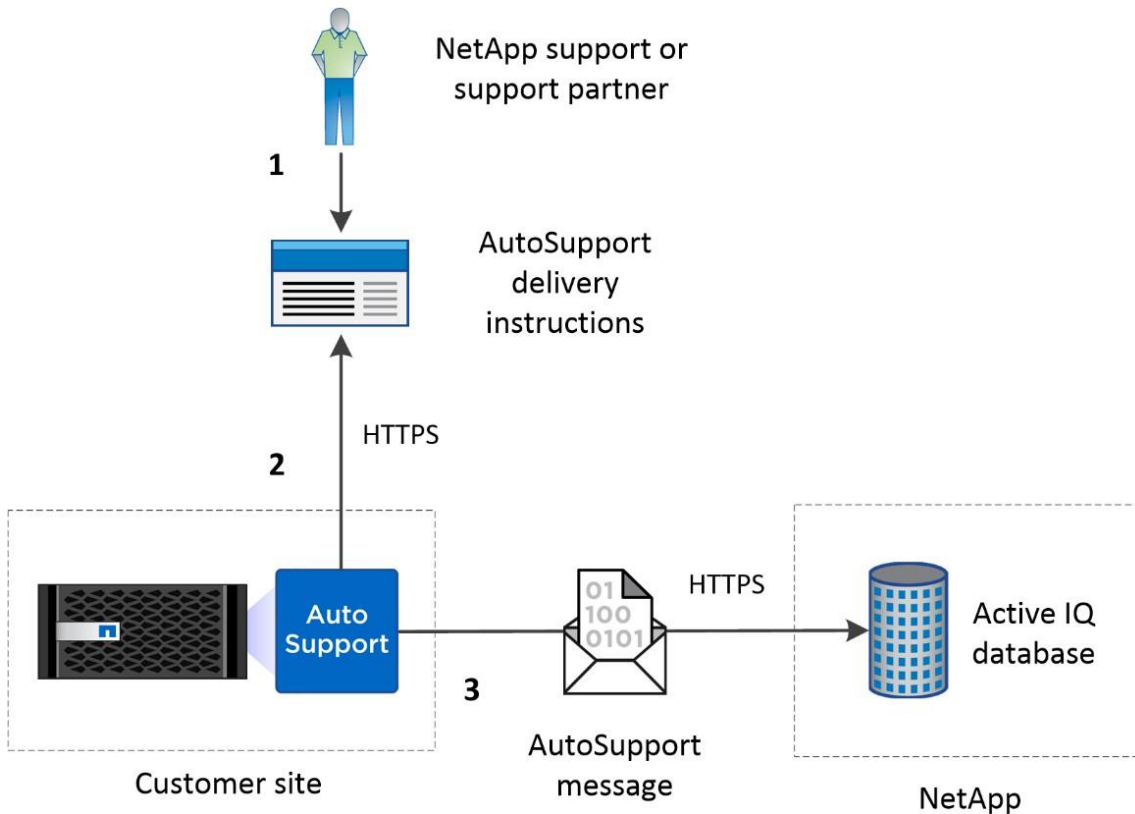 NetApp support or
support partner
1
AutoSupport
delivery
instructions
HTTPS
2
Auto
Support
01
100
0101
HTTPS
Active IQ
database
3
AutoSupport
message
Customer site
NetApp